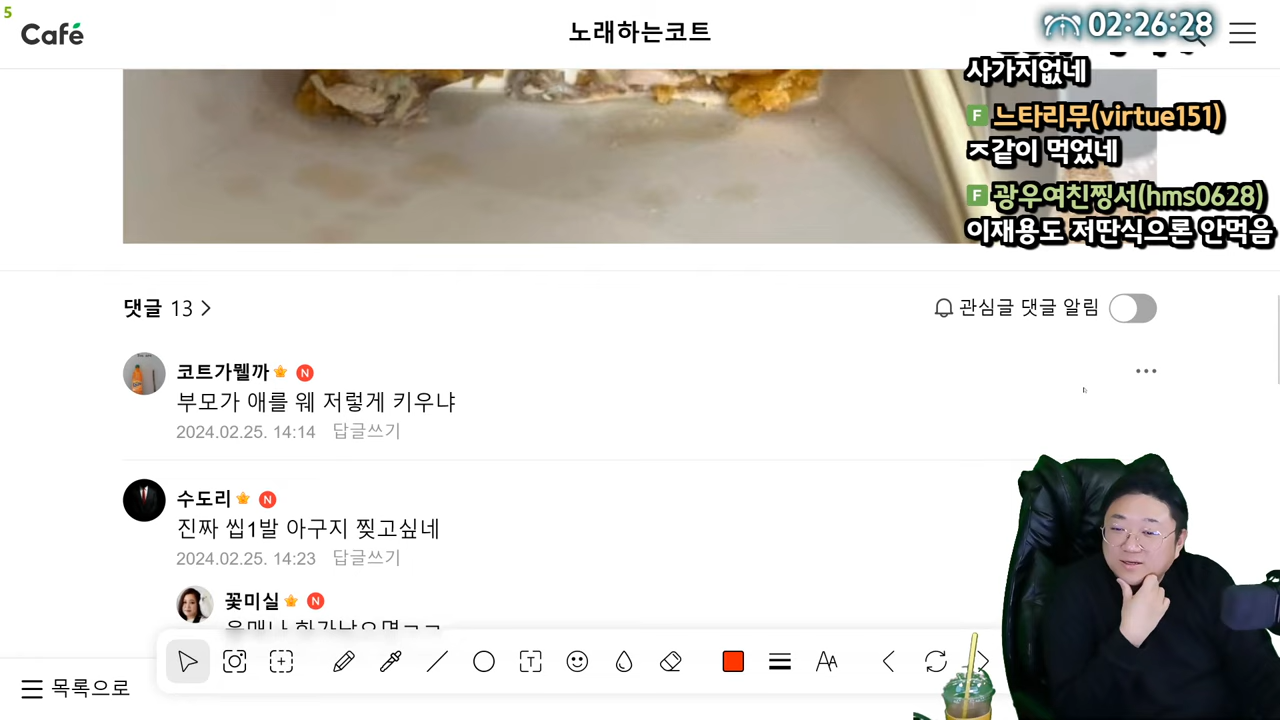 5
Café
노래하는코트
02:26:28
사가지없네
F 느타리무(virtue151)
ㅈ같이 먹었네
F 광우여친찡서(hms0628)
이재용도 저딴식으론 안먹음
댓글 13 >
관심글 댓글 알림
코트가뷀까 N
부모가 애를 웨 저렇게 키우냐
2024.02.25. 14:14 답글쓰기
수도리 N
진짜 씹1발 아구지 찢고싶네
2024.02.25. 14:23 답글쓰기
꽃미실 N
목록으로